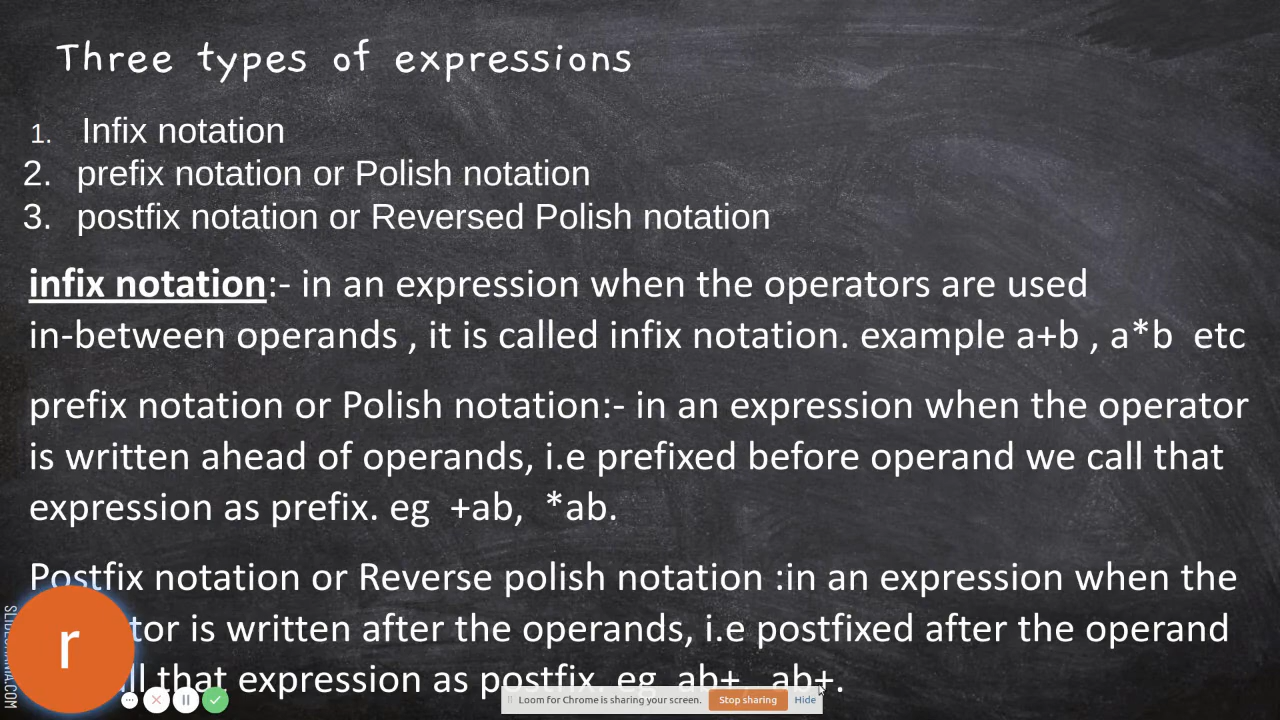 Three types of expressions
1. Infix notation
2. prefix notation or Polish notation
3. postfix notation or Reversed Polish notation
infix notation:- in an expression when the operators are used
in-between operands , it is called infix notation. example a+b , a*b etc
prefix notation or Polish notation:- in an expression when the operator
is written ahead of operands, i.e prefixed before operand we call that
expression as prefix. eg +ab, *ab.
Postfix notation or Reverse polish notation :in an expression when the
tor is written after the operands, i.e postfixed after the operand
ll that expression as postfix. eg ab+, ab+.
r
Loom for Chrome is sharing your screen. Stop sharing Hide